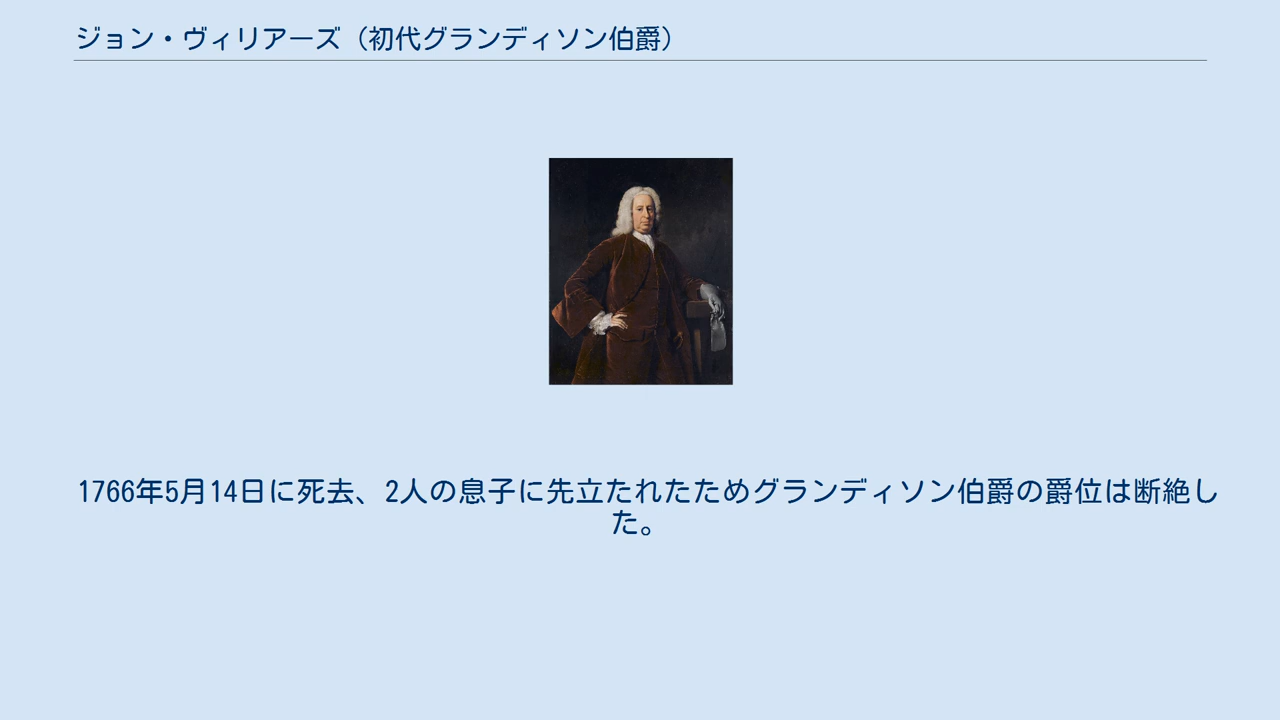 ジョン・ヴィリアーズ（初代グランディソン伯爵）
1766年5月14日に死去、2人の息子に先立たれたためグランディソン伯爵の爵位は断絶し
た。